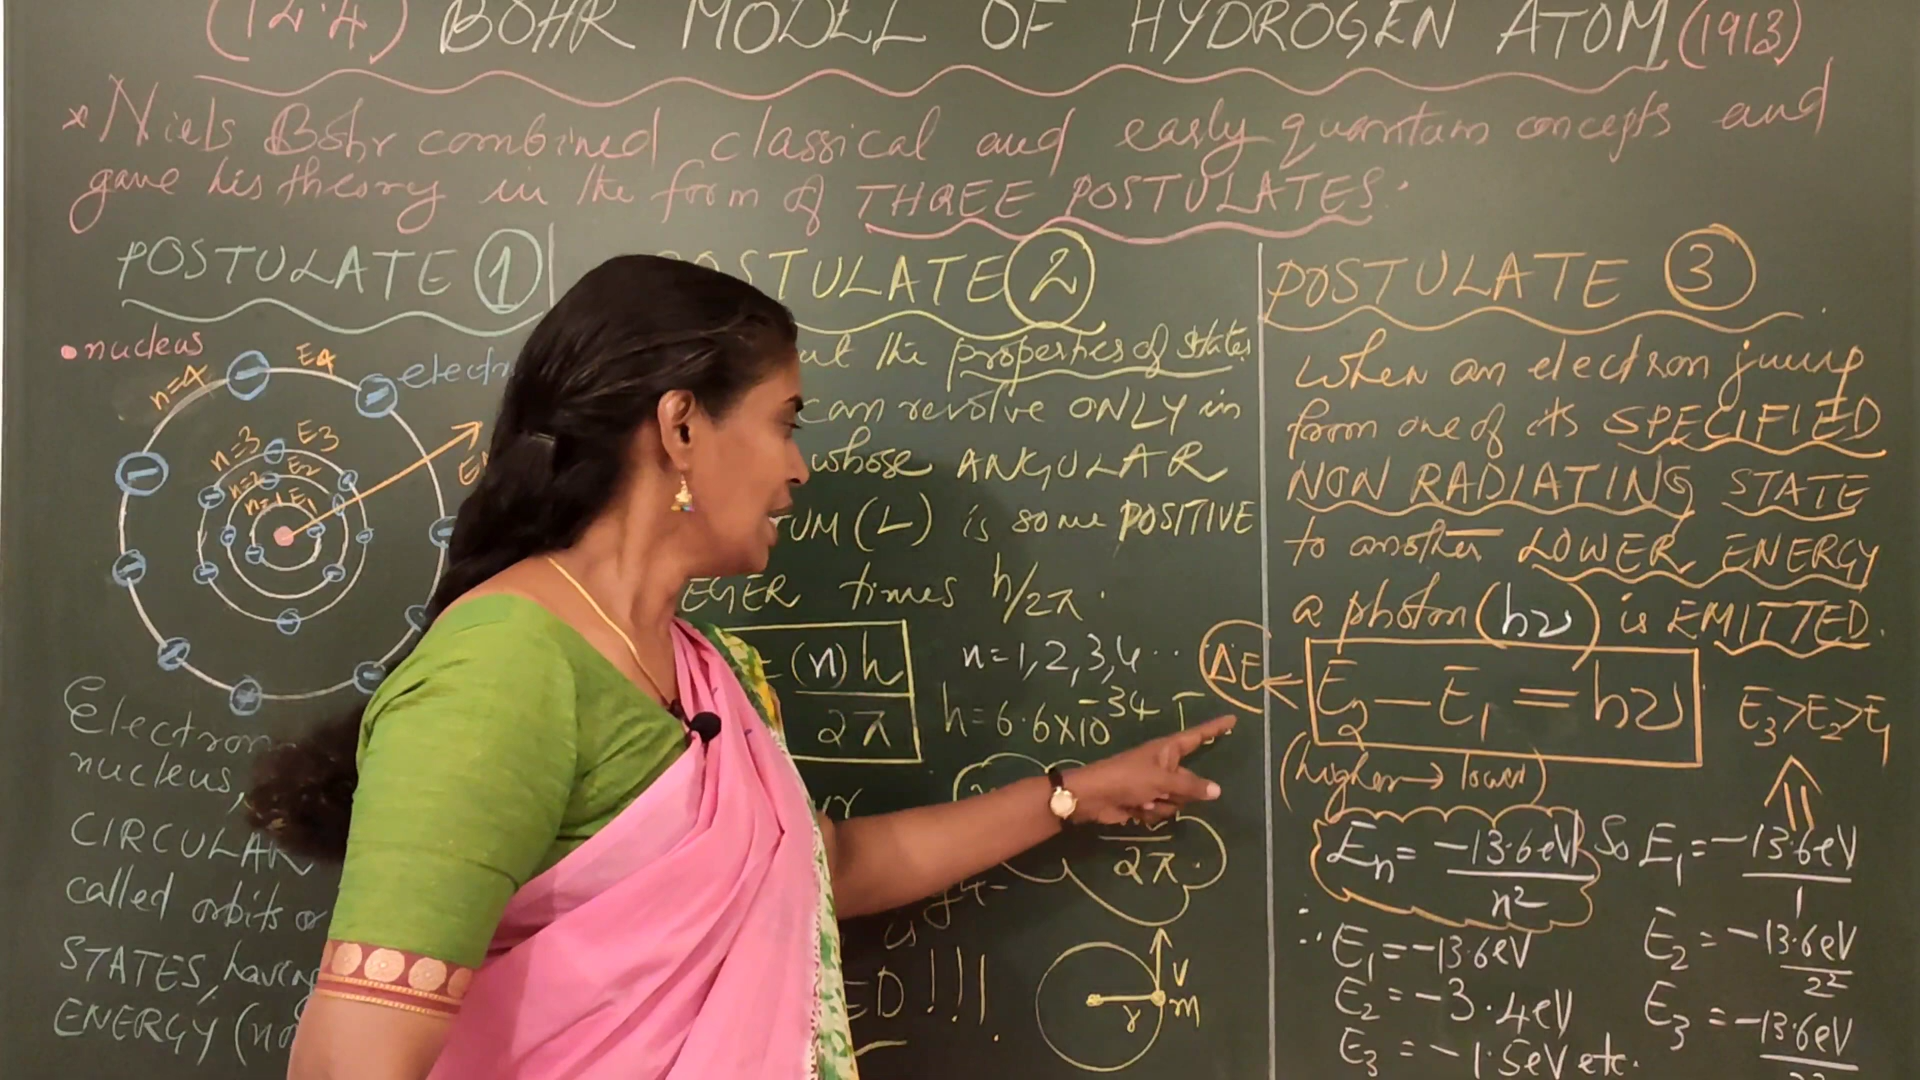 (12.4) BOHR MODEL OF HYDROGEN ATOM (1913)
* Niels Bohr combined classical and early quantum concepts and
gave his theory in the form of THREE POSTULATES.
POSTULATE 1
• nucleus
n=4 E4
n=3 E3
n=2 E2
n=1 E1
Electron
nucleus,
CIRCULAR
called orbits or
STATES, having
ENERGY
POSTULATE 2
the properties of states
can revolve ONLY in
whose ANGULAR
(L) is some POSITIVE
times h/2π.
= (n)h / 2π
n=1,2,3,4...
h=6.6×10⁻³⁴ J
2π.
is
!!!
v
r m
POSTULATE 3
When an electron jump
from one of its SPECIFIED
NON RADIATING STATE
to another LOWER ENERGY
a photon (hν) is EMITTED.
ΔE ← E2 – E1 = hν E3>E2>E1
(higher → lower)
En = -13.6eV / n² So E1 = -13.6eV / 1
∴ E1 = -13.6eV E2 = -13.6eV / 2²
E2 = -3.4eV E3 = -13.6eV
E3 = -1.5eV etc.